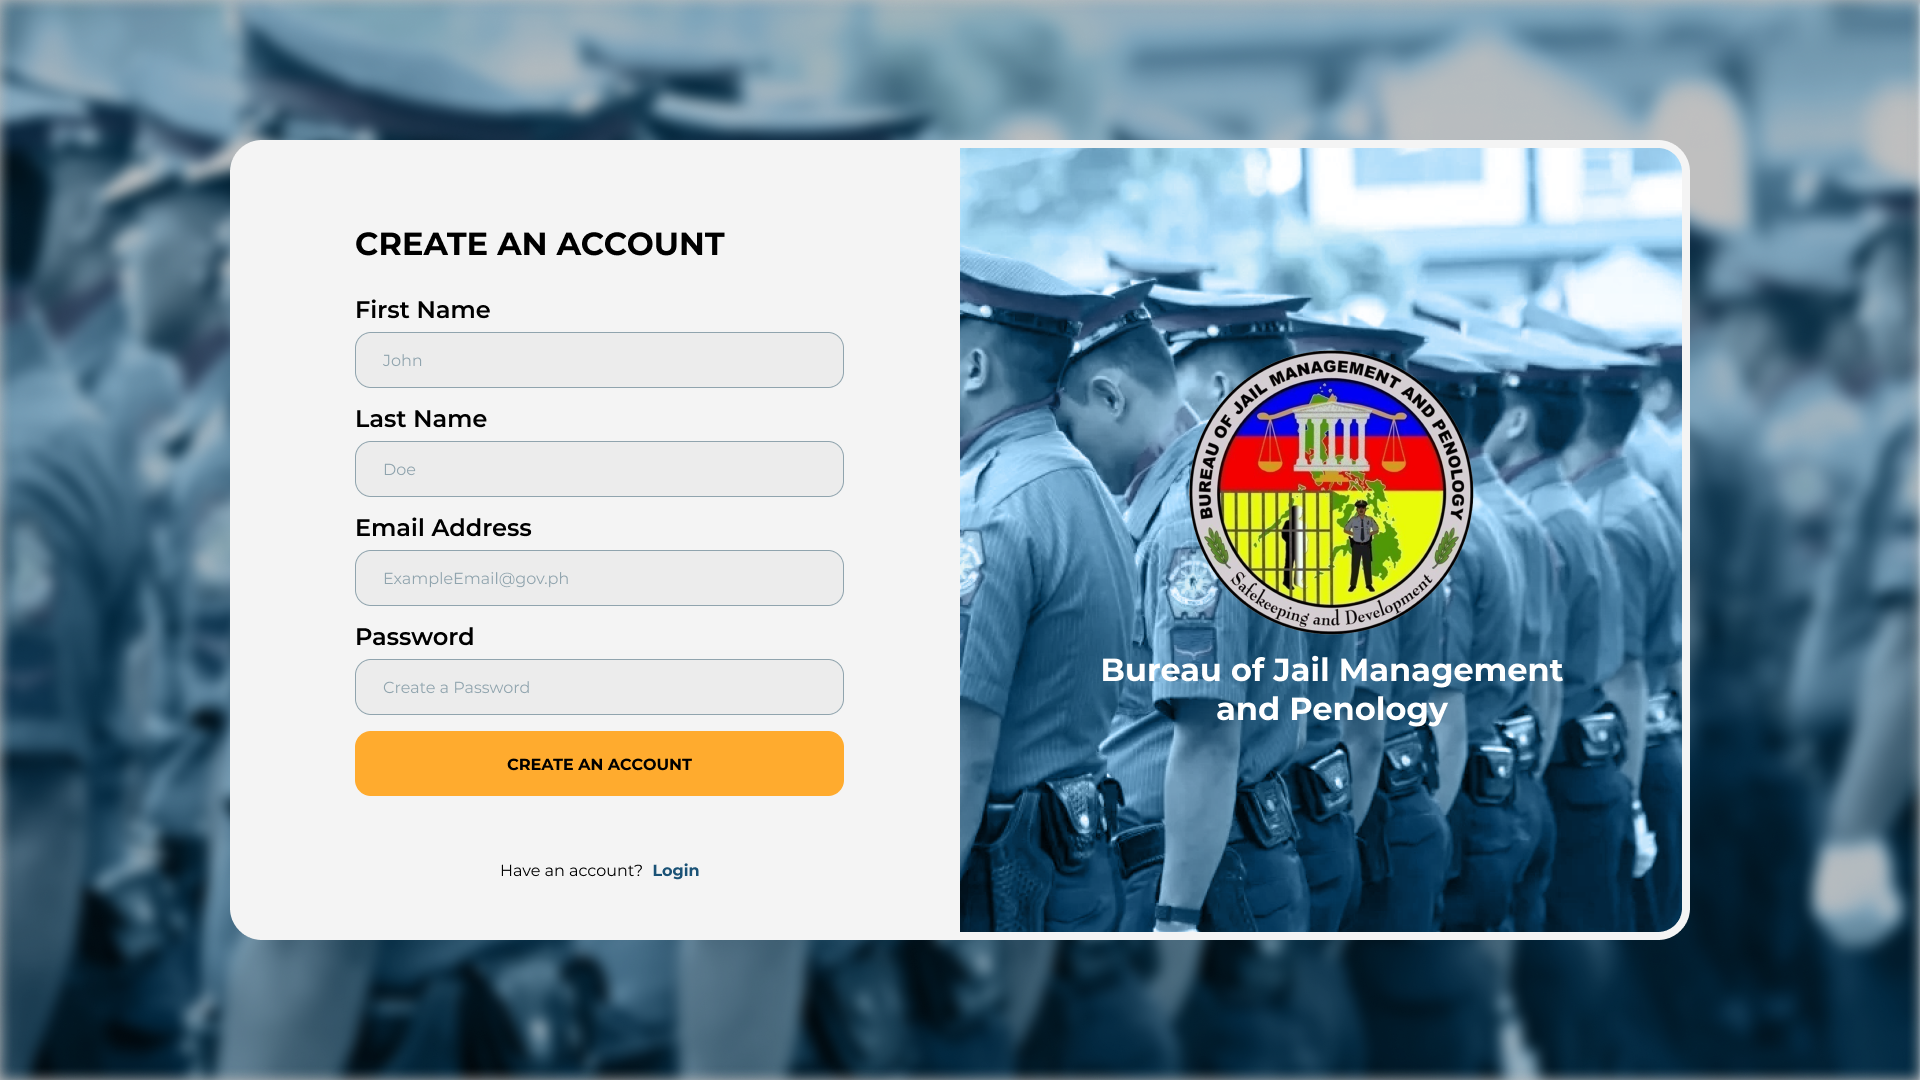 CREATE AN ACCOUNT
First Name
John
Last Name
Doe
Email Address
ExampleEmail@gov.ph
Password
Create a Password
CREATE AN ACCOUNT
Have an account? Login
BUREAU OF JAIL MANAGEMENT AND PENOLOGY
Safekeeping and Development
Bureau of Jail Management
and Penology